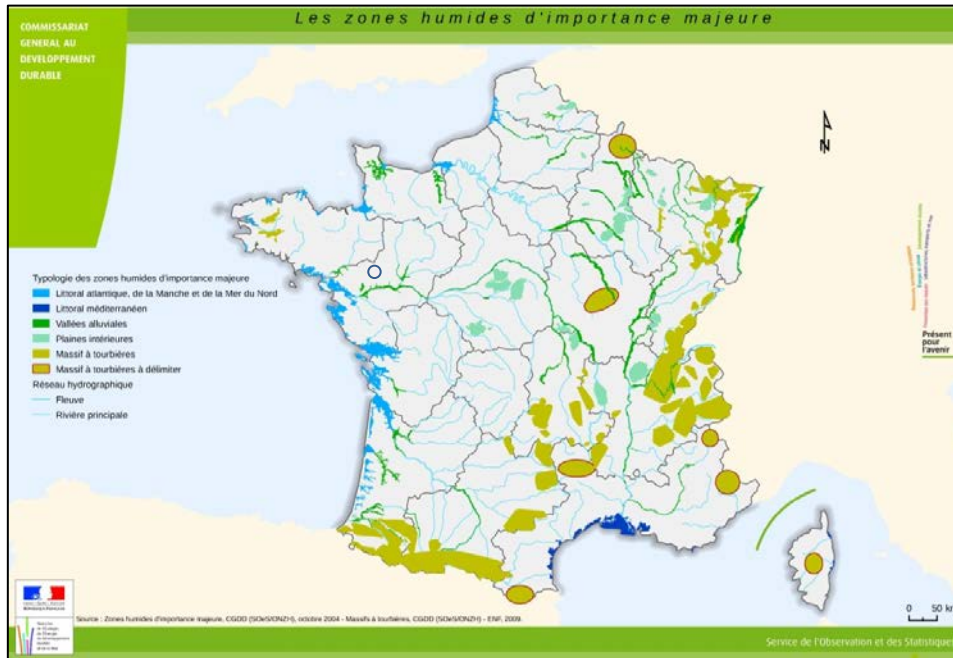 Les zones humides d'importance majeure
COMMISSARIAT
GENERAL AU
DEVELOPPEMENT
DURABLE
N
Typologie des zones humides d'importance majeure
Littoral atlantique, de la Manche et de la Mer du Nord
Littoral méditerranéen
Vallées alluviales
Plaines intérieures
Massif à tourbières
Massif à tourbières à délimiter
Réseau hydrographique
Fleuve
Rivière principale
Présent
pour
l'avenir
0 50 km
Source : Zones humides d'importance majeure, CGDD (SOeS/ONZH), octobre 2004 - Massifs à tourbières, CGDD (SOeS/ONZH) - ENF, 2009.
Service de l'Observation et des Statistiques